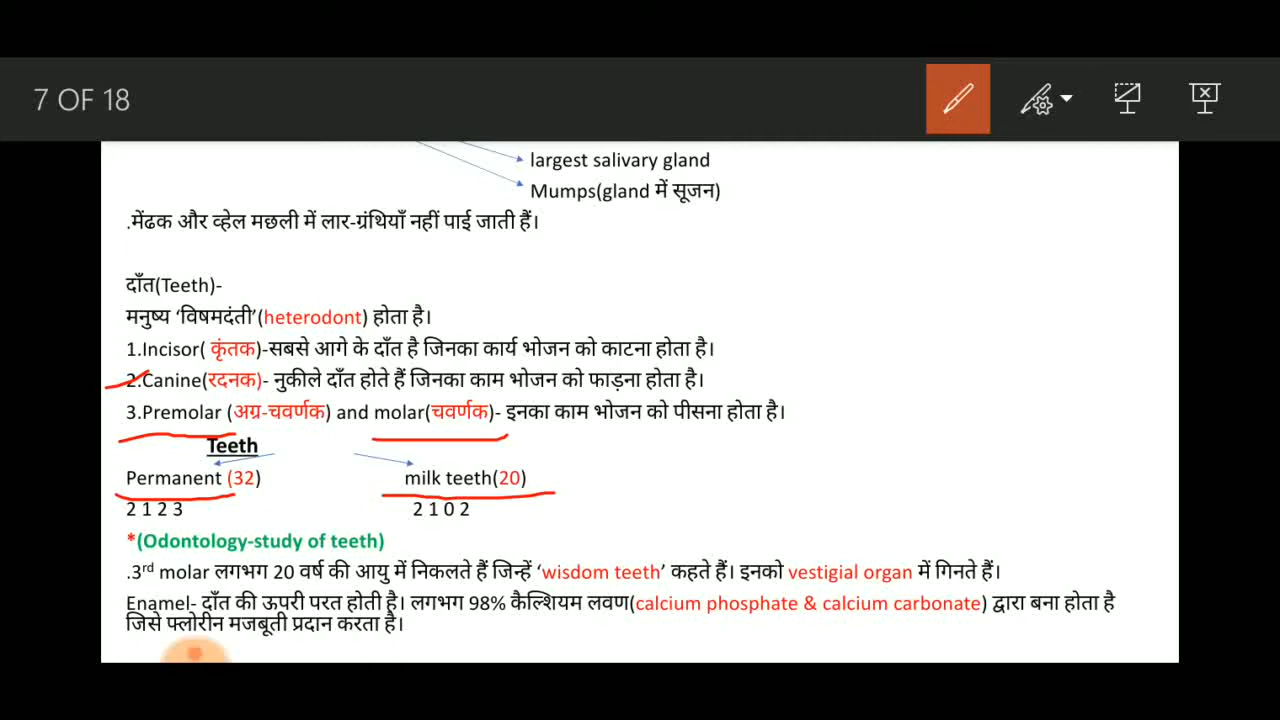 7 OF 18
largest salivary gland
Mumps(gland में सूजन)
.मेंढक और व्हेल मछली में लार-ग्रंथियाँ नहीं पाई जाती हैं।
दाँत(Teeth)-
मनुष्य ‘विषमदंती’(heterodont) होता है।
1.Incisor( कृंतक)-सबसे आगे के दाँत है जिनका कार्य भोजन को काटना होता है।
2.Canine(रदनक)- नुकीले दाँत होते हैं जिनका काम भोजन को फाड़ना होता है।
3.Premolar (अग्र-चवर्णक) and molar(चवर्णक)- इनका काम भोजन को पीसना होता है।
Teeth
Permanent (32) milk teeth(20)
2 1 2 3 2 1 0 2
*(Odontology-study of teeth)
.3rd molar लगभग 20 वर्ष की आयु में निकलते हैं जिन्हें ‘wisdom teeth’ कहते हैं। इनको vestigial organ में गिनते हैं।
Enamel- दाँत की ऊपरी परत होती है। लगभग 98% कैल्शियम लवण(calcium phosphate & calcium carbonate) द्वारा बना होता है
जिसे फ्लोरीन मजबूती प्रदान करता है।